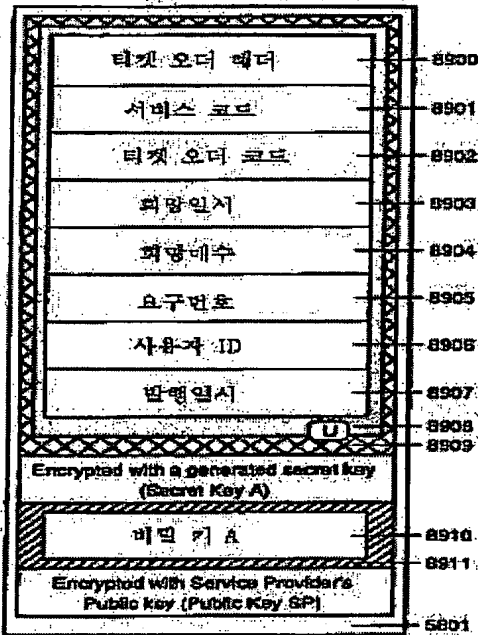 티켓 오더 헤더 8900
서비스 코드 8901
티켓 오더 코드 8902
희망일시 8903
희망매수 8904
요구번호 8905
사용자 ID 8906
발행일시 8907
U 8908
8909
Encrypted with a generated secret key
(Secret Key A)
비밀 키 A 8910
8911
Encrypted with Service Provider's
Public key (Public Key SP)
5801